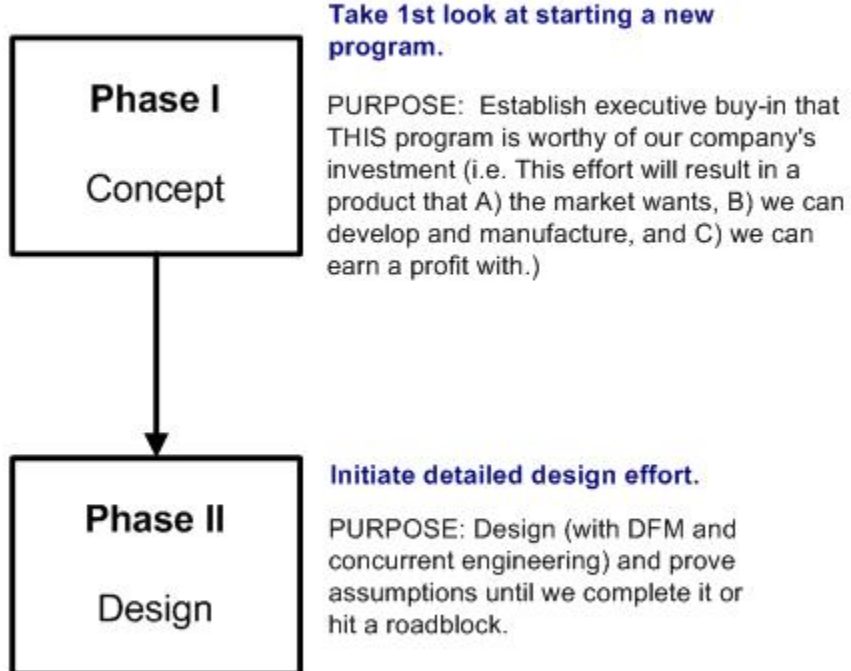 Take 1st look at starting a new
program.
Phase I
Concept
PURPOSE: Establish executive buy-in that
THIS program is worthy of our company's
investment (i.e. This effort will result in a
product that A) the market wants, B) we can
develop and manufacture, and C) we can
earn a profit with.)
Initiate detailed design effort.
Phase II
Design
PURPOSE: Design (with DFM and
concurrent engineering) and prove
assumptions until we complete it or
hit a roadblock.